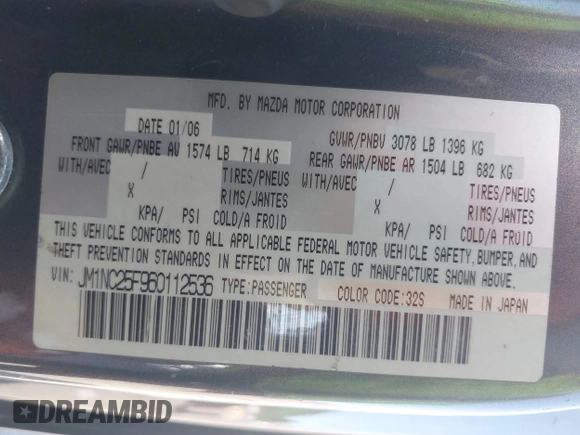 MFD. BY MAZDA MOTOR CORPORATION
DATE 01/06 GVWR/PNBV 3078 LB 1396 KG
FRONT GAWR/PNBE AV 1574 LB 714 KG REAR GAWR/PNBE AR 1504 LB 682 KG
WITH/AVEC / TIRES/PNEUS WITH/AVEC / TIRES/PNEUS
X RIMS/JANTES X RIMS/JANTES
KPA/ PSI COLD/A FROID KPA/ PSI COLD/A FROID
THIS VEHICLE CONFORMS TO ALL APPLICABLE FEDERAL MOTOR VEHICLE SAFETY,BUMPER,AND
THEFT PREVENTION STANDARDS IN EFFECT ON THE DATE OF MANUFACTURE SHOWN ABOVE.
VIN: JM1NC25F960112536 TYPE:PASSENGER COLOR CODE:32S MADE IN JAPAN
DREAMBID